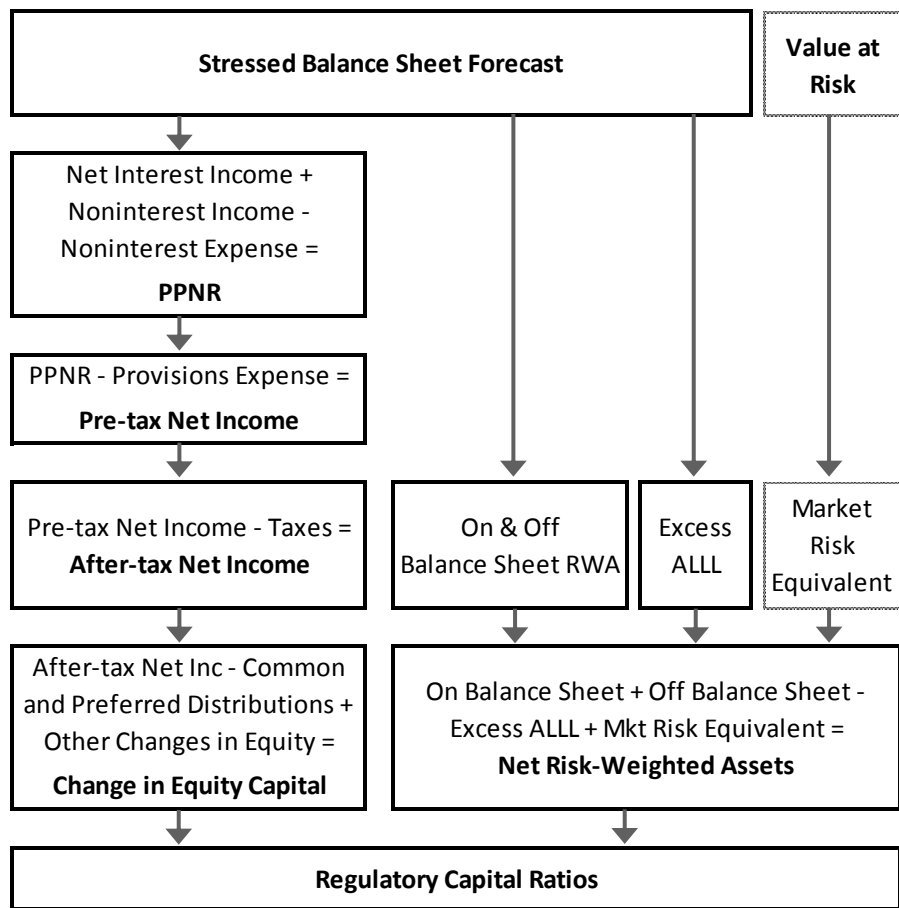 Stressed Balance Sheet Forecast
Value at
Risk
Net Interest Income +
Noninterest Income -
Noninterest Expense =
PPNR
PPNR - Provisions Expense =
Pre-tax Net Income
Pre-tax Net Income - Taxes =
After-tax Net Income
On & Off
Balance Sheet RWA
Excess
ALLL
Market
Risk
Equivalent
After-tax Net Inc - Common
and Preferred Distributions +
Other Changes in Equity =
Change in Equity Capital
On Balance Sheet + Off Balance Sheet -
Excess ALLL + Mkt Risk Equivalent =
Net Risk-Weighted Assets
Regulatory Capital Ratios